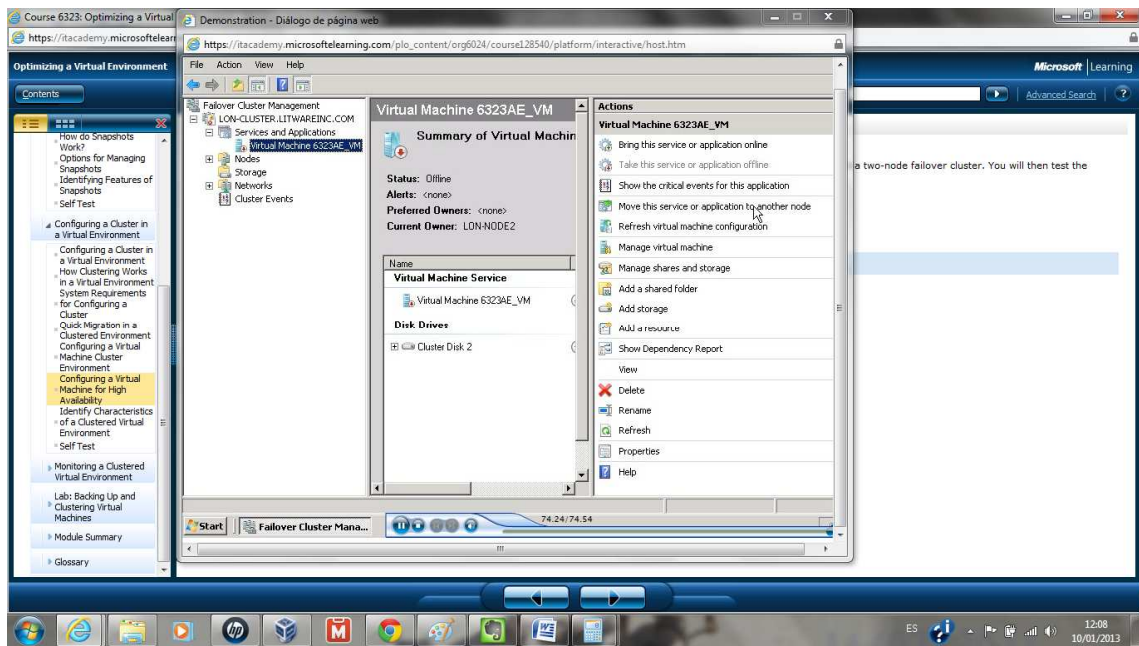 Course 6323: Optimizing a Virtual
Demonstration - Diálogo de página web
https://itacademy.microsoftelearn
https://itacademy.microsoftelearning.com/plo_content/org6024/course128540/platform/interactive/host.htm
Optimizing a Virtual Environment
Microsoft | Learning
Contents
Advanced Search
How do Snapshots
Work?
Options for Managing
Snapshots
Identifying Features of
Snapshots
Self Test
Configuring a Cluster in
a Virtual Environment
Configuring a Cluster in
a Virtual Environment
How Clustering Works
in a Virtual Environment
System Requirements
for Configuring a
Cluster
Quick Migration in a
Clustered Environment
Configuring a Virtual
Machine Cluster
Environment
Configuring a Virtual
Machine for High
Availability
Identify Characteristics
of a Clustered Virtual
Environment
Self Test
Monitoring a Clustered
Virtual Environment
Lab: Backing Up and
Clustering Virtual
Machines
Module Summary
Glossary
File Action View Help
Failover Cluster Management
LON-CLUSTER.LITWAREINC.COM
Services and Applications
Virtual Machine 6323AE_VM
Nodes
Storage
Networks
Cluster Events
Virtual Machine 6323AE_VM
Summary of Virtual Machin
Status: Offline
Alerts: <none>
Preferred Owners: <none>
Current Owner: LON-NODE2
Name
Virtual Machine Service
Virtual Machine 6323AE_VM
Disk Drives
Cluster Disk 2
Actions
Virtual Machine 6323AE_VM
Bring this service or application online
Take this service or application offline
Show the critical events for this application
Move this service or application to another node
Refresh virtual machine configuration
Manage virtual machine
Manage shares and storage
Add a shared folder
Add storage
Add a resource
Show Dependency Report
View
Delete
Rename
Refresh
Properties
Help
a two-node failover cluster. You will then test the
Start
Failover Cluster Mana...
74.24/74.54
ES
12:08
10/01/2013